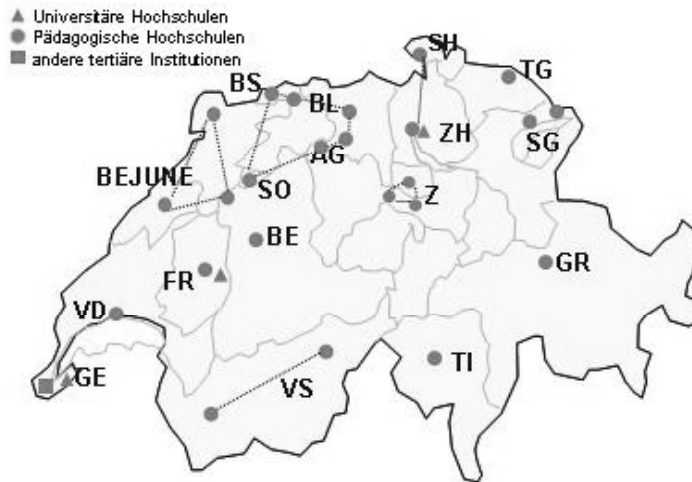 Universitäre Hochschulen
Pädagogische Hochschulen
andere tertiäre Institutionen
SH
TG
BS
BL
ZH
SG
AG
BEJUNE
SO
Z
BE
GR
FR
VD
GE
VS
TI